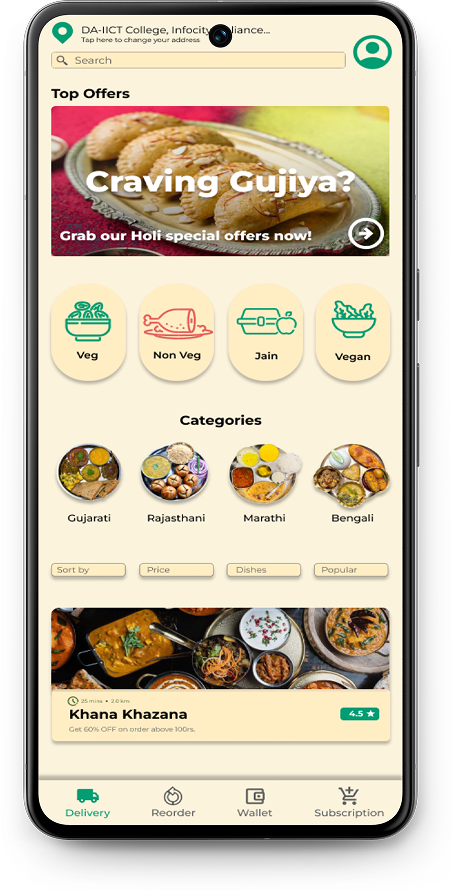 DA-IICT College, Infocity, Reliance...
Tap here to change your address
Search
Top Offers
Craving Gujiya?
Grab our Holi special offers now!
Veg
Non Veg
Jain
Vegan
Categories
Gujarati
Rajasthani
Marathi
Bengali
Sort by
Price
Dishes
Popular
25 mins • 2.0 km
Khana Khazana
4.5 ★
Get 60% OFF on order above 100rs.
Delivery
Reorder
Wallet
Subscription